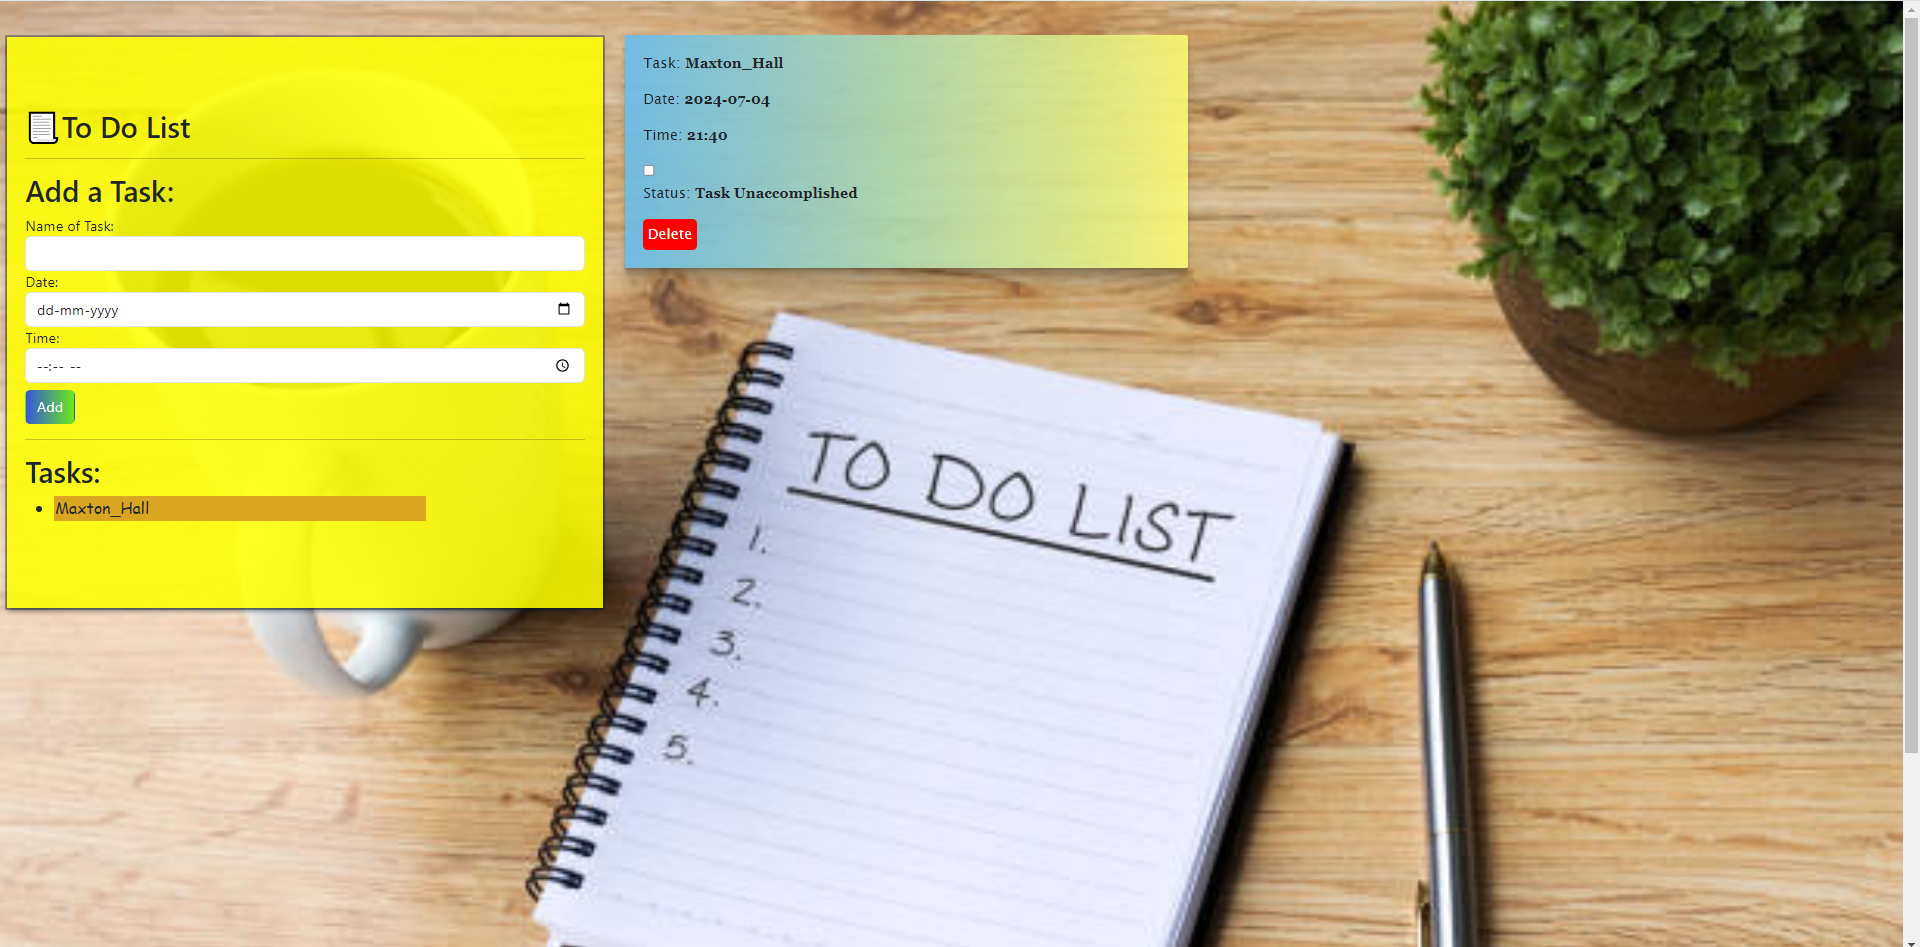 To Do List
Add a Task:
Name of Task:
Date:
dd-mm-yyyy
Time:
--:-- --
Add
Tasks:
Maxton_Hall
Task: Maxton_Hall
Date: 2024-07-04
Time: 21:40
Status: Task Unaccomplished
Delete
TO DO LIST
1.
2.
3.
4.
5.